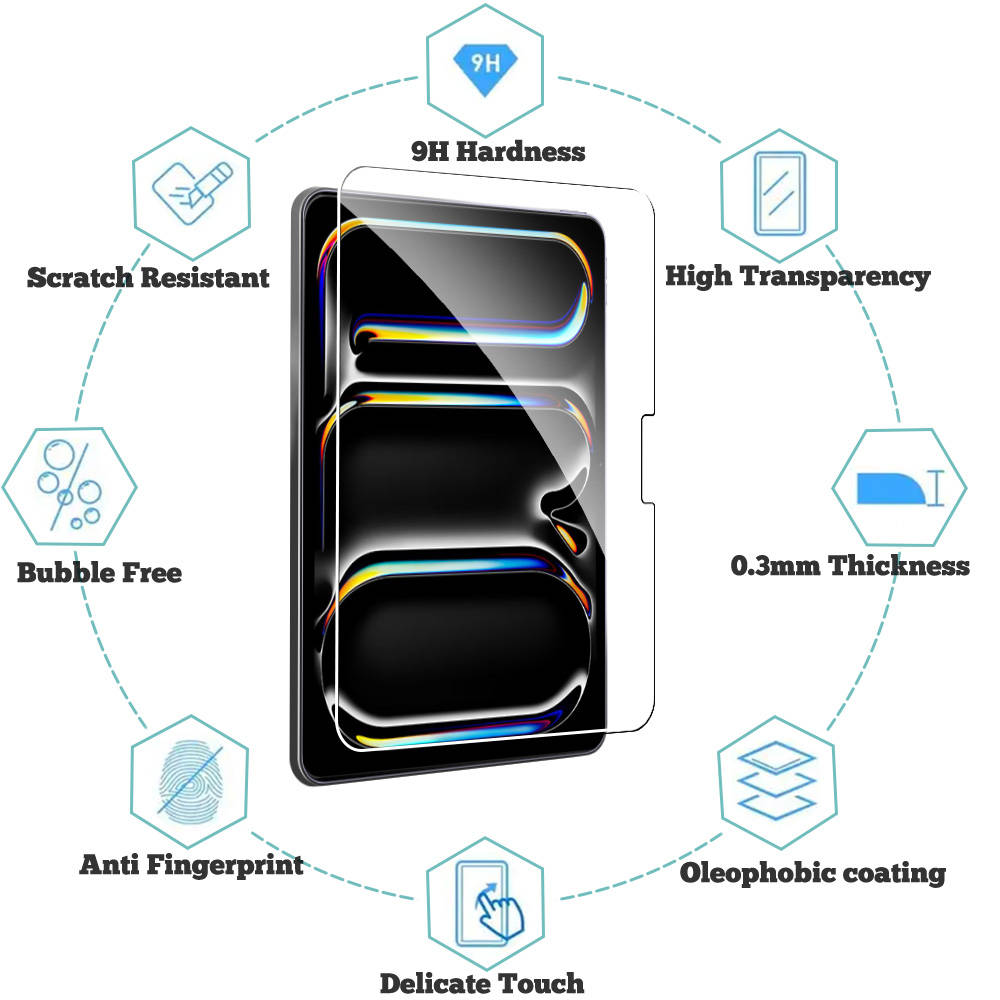 9H
9H Hardness
Scratch Resistant
High Transparency
Bubble Free
0.3mm Thickness
Anti Fingerprint
Oleophobic coating
Delicate Touch